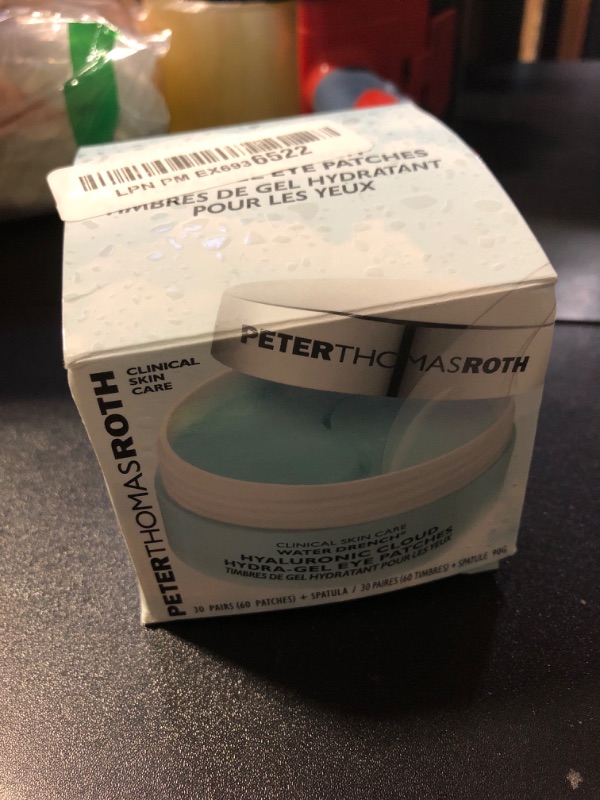 LPN PM EX6936522
EYE PATCHES
TIMBRES DE GEL HYDRATANT
POUR LES YEUX
PETERTHOMASROTH
CLINICAL
SKIN
CARE
PETERTHOMASROTH
CLINICAL SKIN CARE
WATER DRENCH®
HYALURONIC CLOUD
HYDRA-GEL EYE PATCHES
TIMBRES DE GEL HYDRATANT POUR LES YEUX
30 PAIRS (60 PATCHES) + SPATULA / 30 PAIRES (60 TIMBRES) + SPATULE 90G